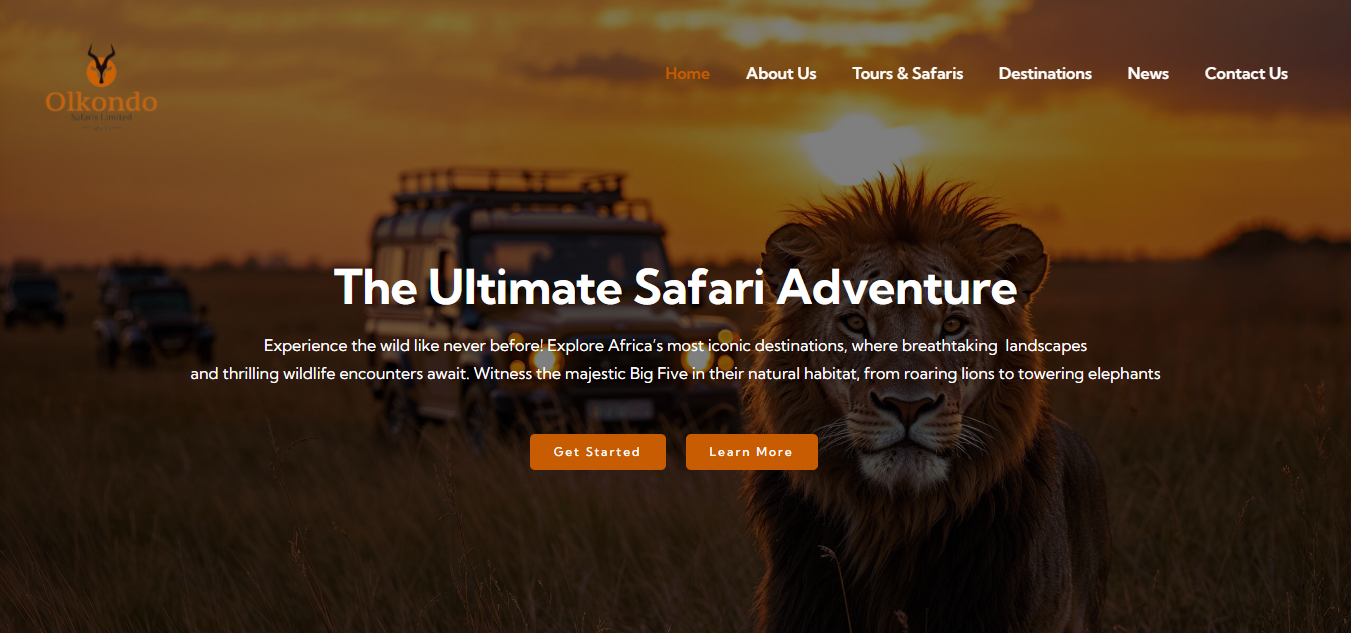 Home About Us Tours & Safaris Destinations News Contact Us
Olkondo
Safaris Limited
The Ultimate Safari Adventure
Experience the wild like never before! Explore Africa's most iconic destinations, where breathtaking landscapes
and thrilling wildlife encounters await. Witness the majestic Big Five in their natural habitat, from roaring lions to towering elephants
Get Started Learn More